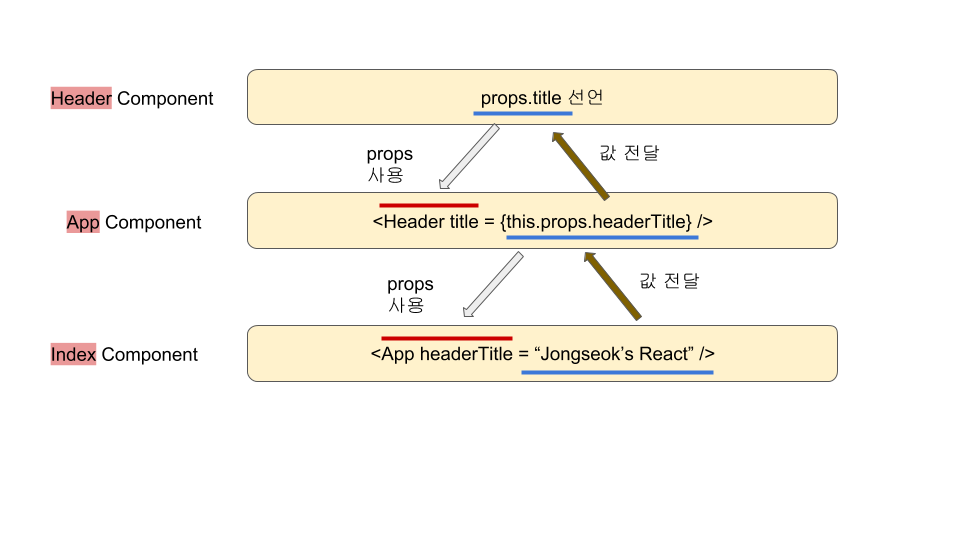 Header Component
props.title 선언
props
사용
값 전달
App Component
<Header title = {this.props.headerTitle} />
props
사용
값 전달
Index Component
<App headerTitle = “Jongseok’s React” />